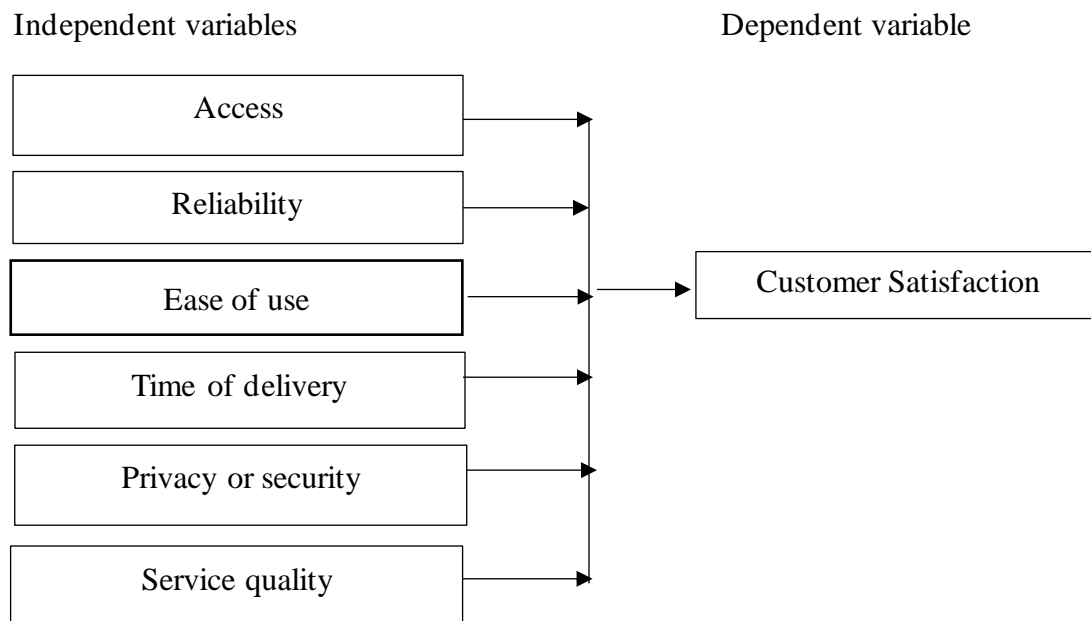 Independent variables
Dependent variable
Access
Reliability
Ease of use
Time of delivery
Privacy or security
Service quality
Customer Satisfaction